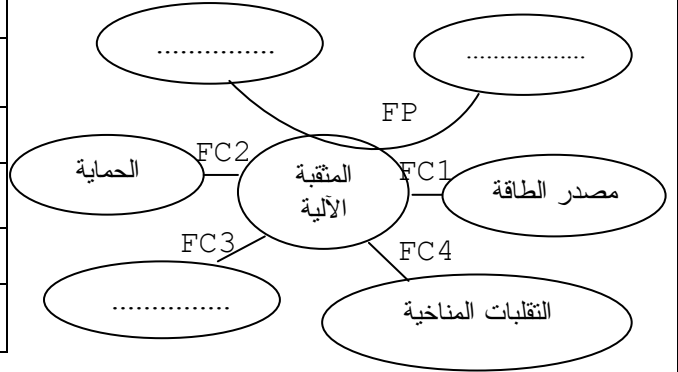 ...............
..................
FP
الحماية
FC2
المثقبة
الآلية
FC1
مصدر الطاقة
FC3
FC4
...............
التقلبات المناخية